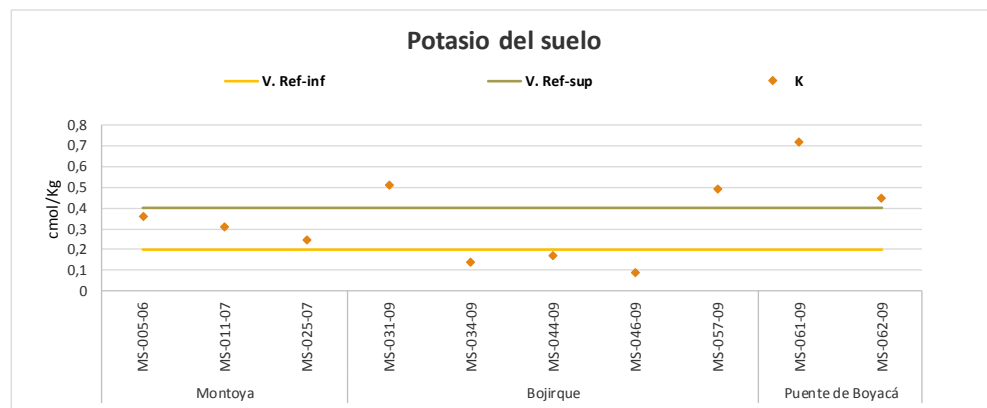 Potasio del suelo
V. Ref-inf V. Ref-sup K
cmol/Kg
0,8
0,7
0,6
0,5
0,4
0,3
0,2
0,1
0
MS-005-06
MS-011-07
MS-025-07
MS-031-09
MS-034-09
MS-044-09
MS-046-09
MS-057-09
MS-061-09
MS-062-09
Montoya Bojirque Puente de Boyacá